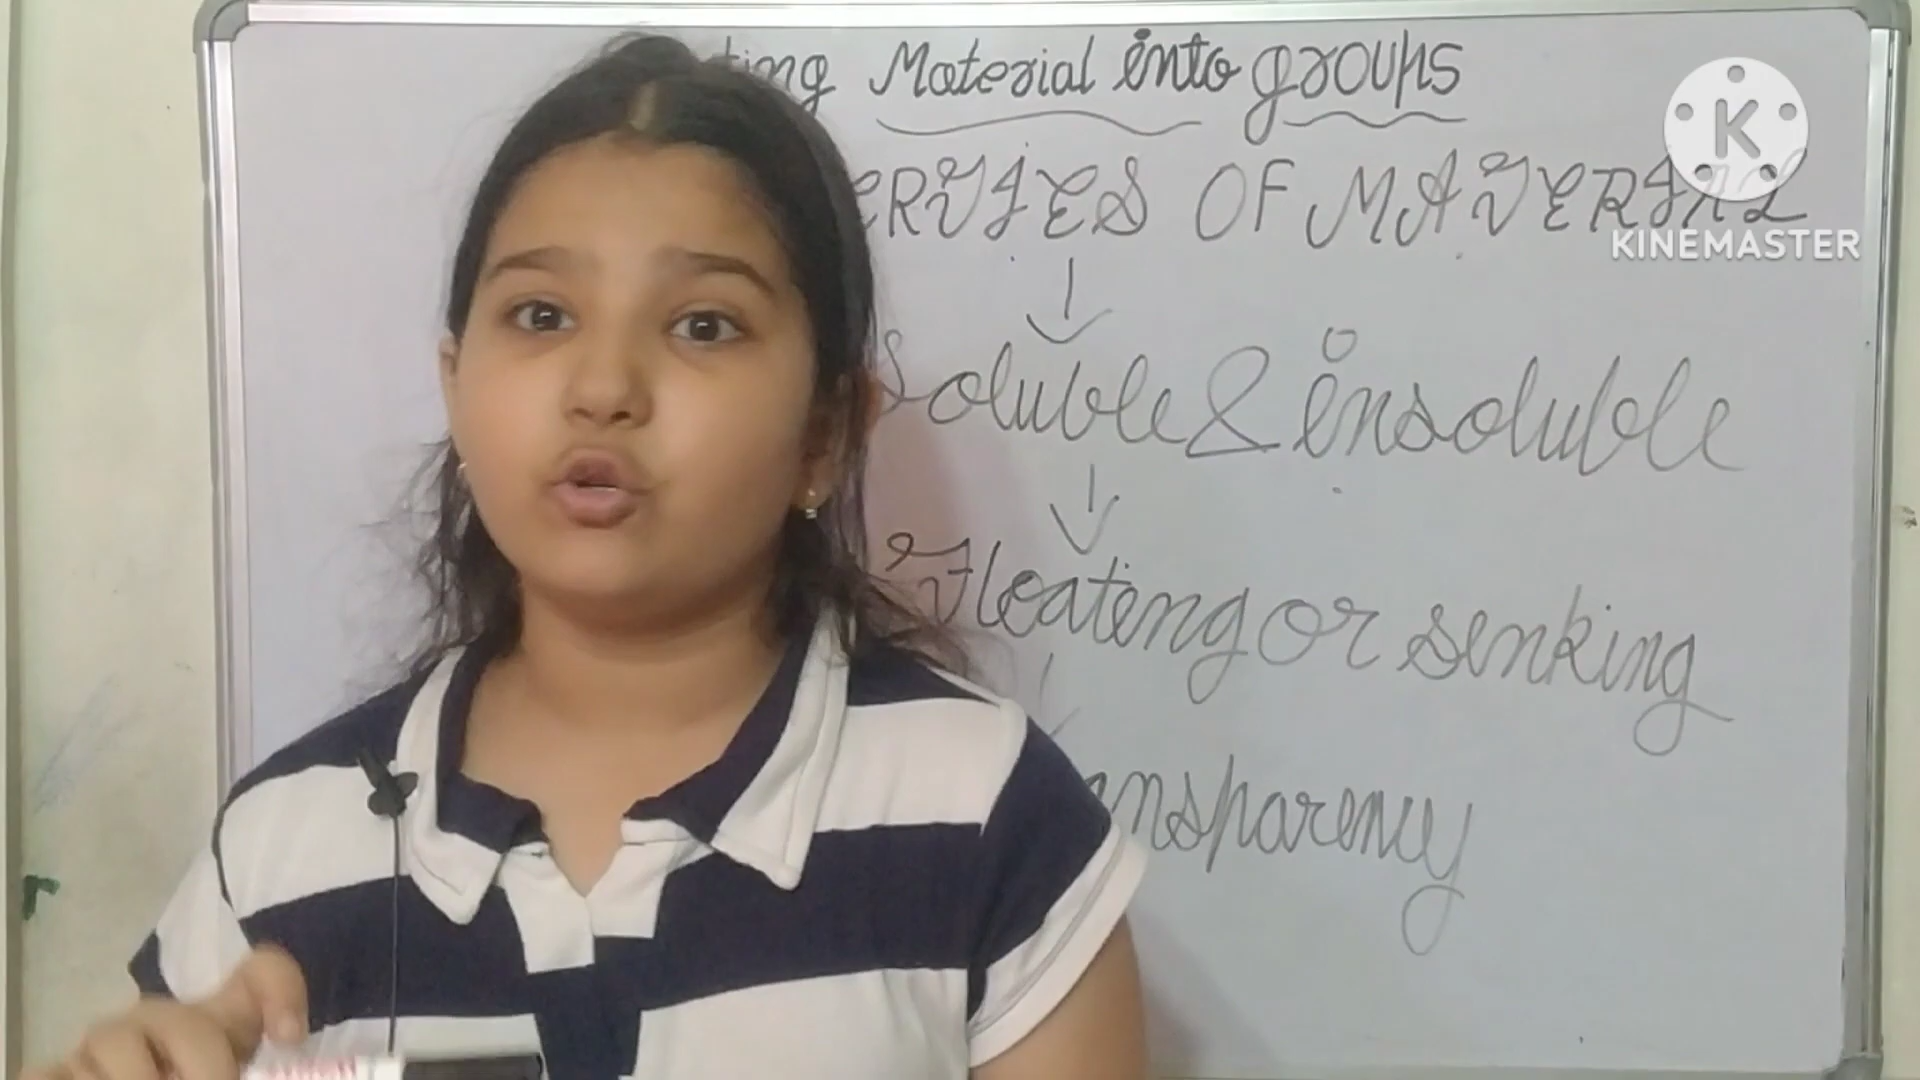 Material into groups
OF MATERIAL
Soluble & insoluble
Floating or sinking
K
KINEMASTER